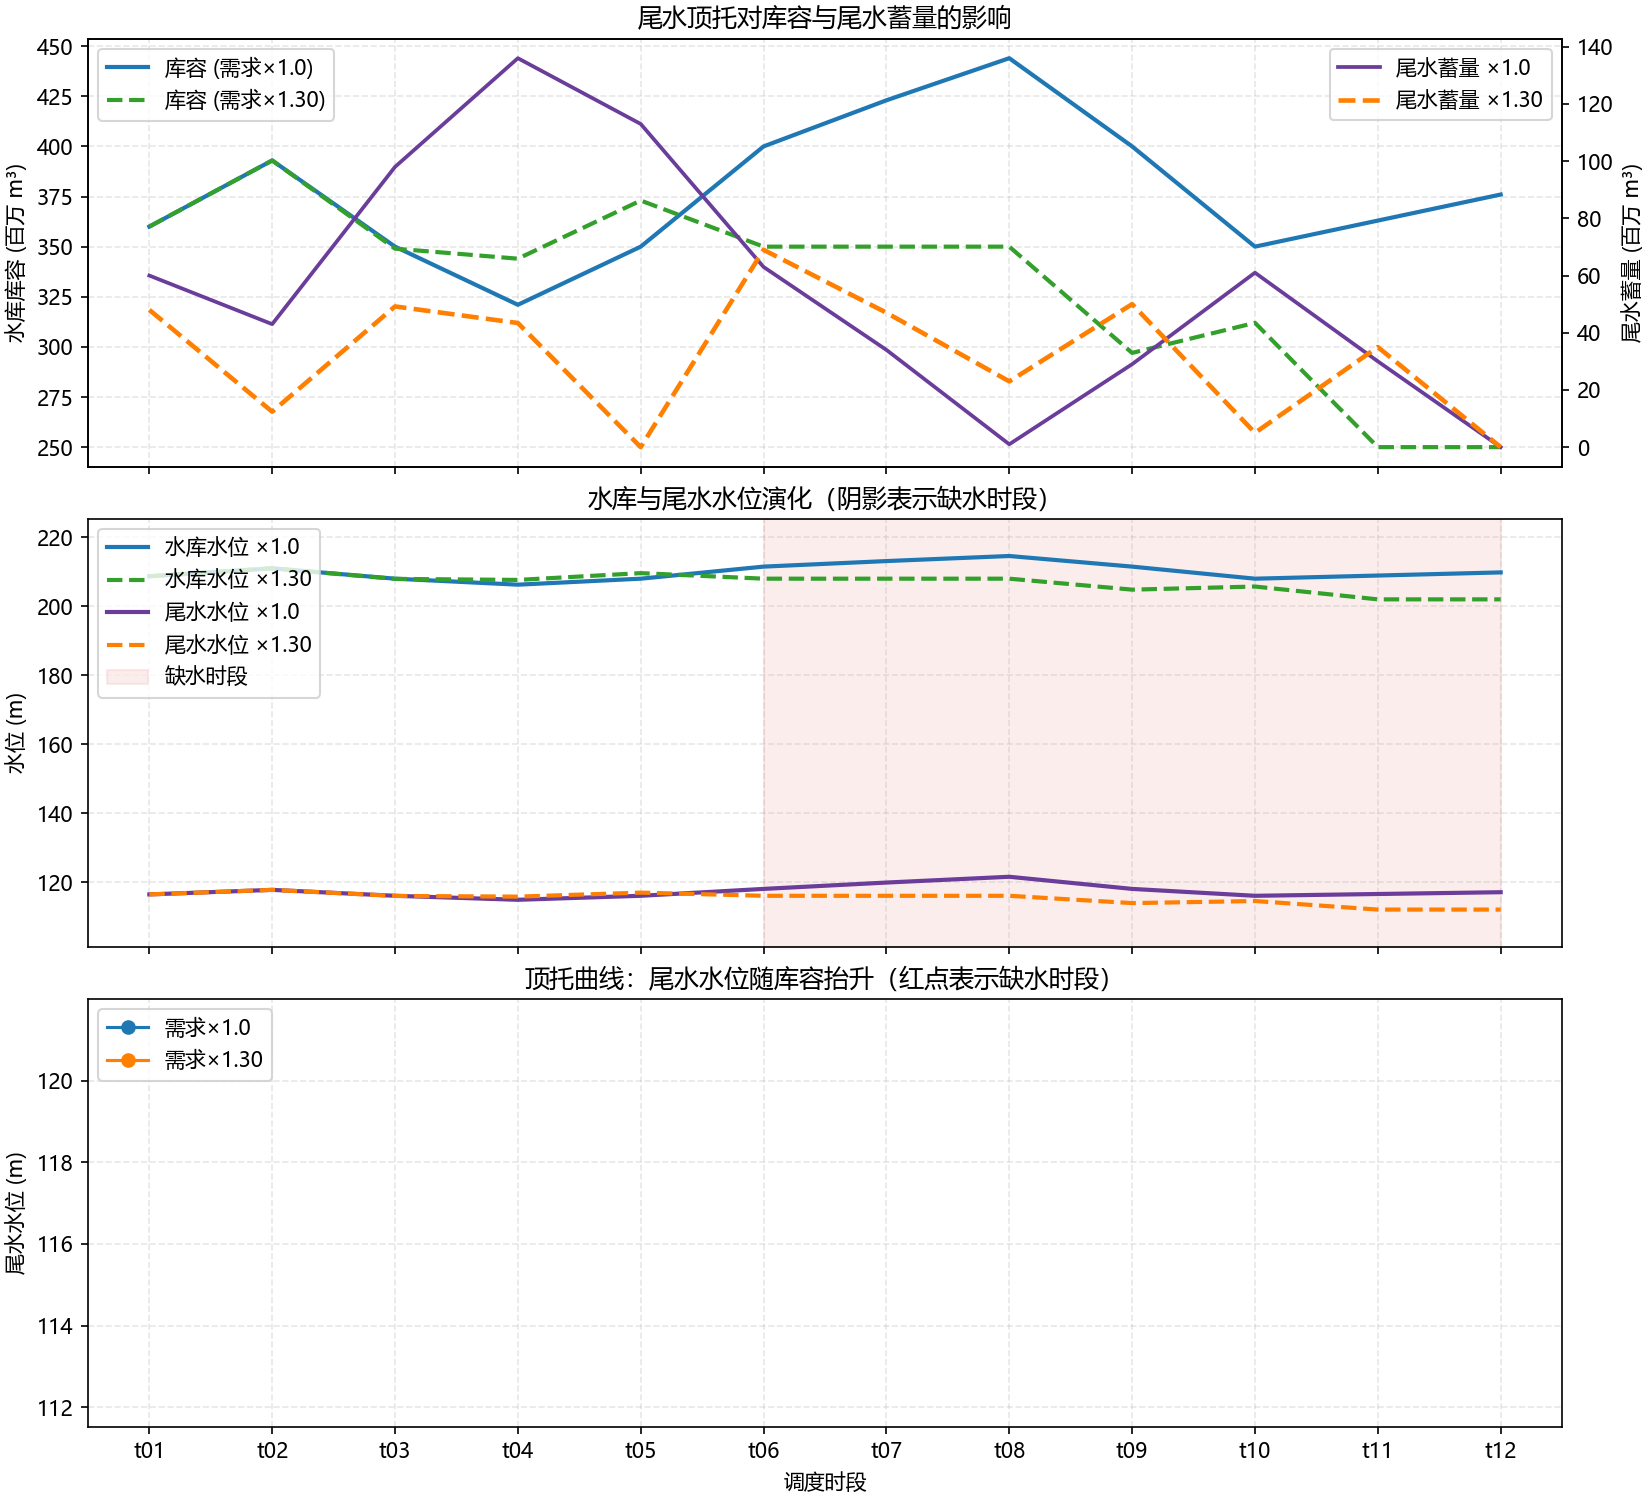 尾水顶托对库容与尾水蓄量的影响
库容 (需求×1.0)
库容 (需求×1.30)
尾水蓄量 ×1.0
尾水蓄量 ×1.30
水库库容 (百万 m³)
450
425
400
375
350
325
300
275
250
140
120
100
80
60
40
20
0
尾水蓄量 (百万 m³)
水库与尾水水位演化（阴影表示缺水时段）
水库水位 ×1.0
水库水位 ×1.30
尾水水位 ×1.0
尾水水位 ×1.30
缺水时段
水位 (m)
220
200
180
160
140
120
顶托曲线：尾水水位随库容抬升（红点表示缺水时段）
需求×1.0
需求×1.30
尾水水位 (m)
120
118
116
114
112
t01 t02 t03 t04 t05 t06 t07 t08 t09 t10 t11 t12
调度时段